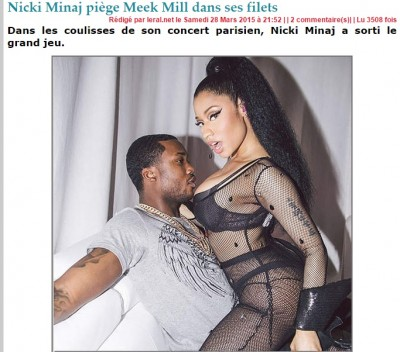 Nicki Minaj piège Meek Mill dans ses filets
Rédigé par leral.net le Samedi 28 Mars 2015 à 21:52 || 2 commentaire(s)| | Lu 3508 fois
Dans les coulisses de son concert parisien, Nicki Minaj a sorti le
grand jeu.